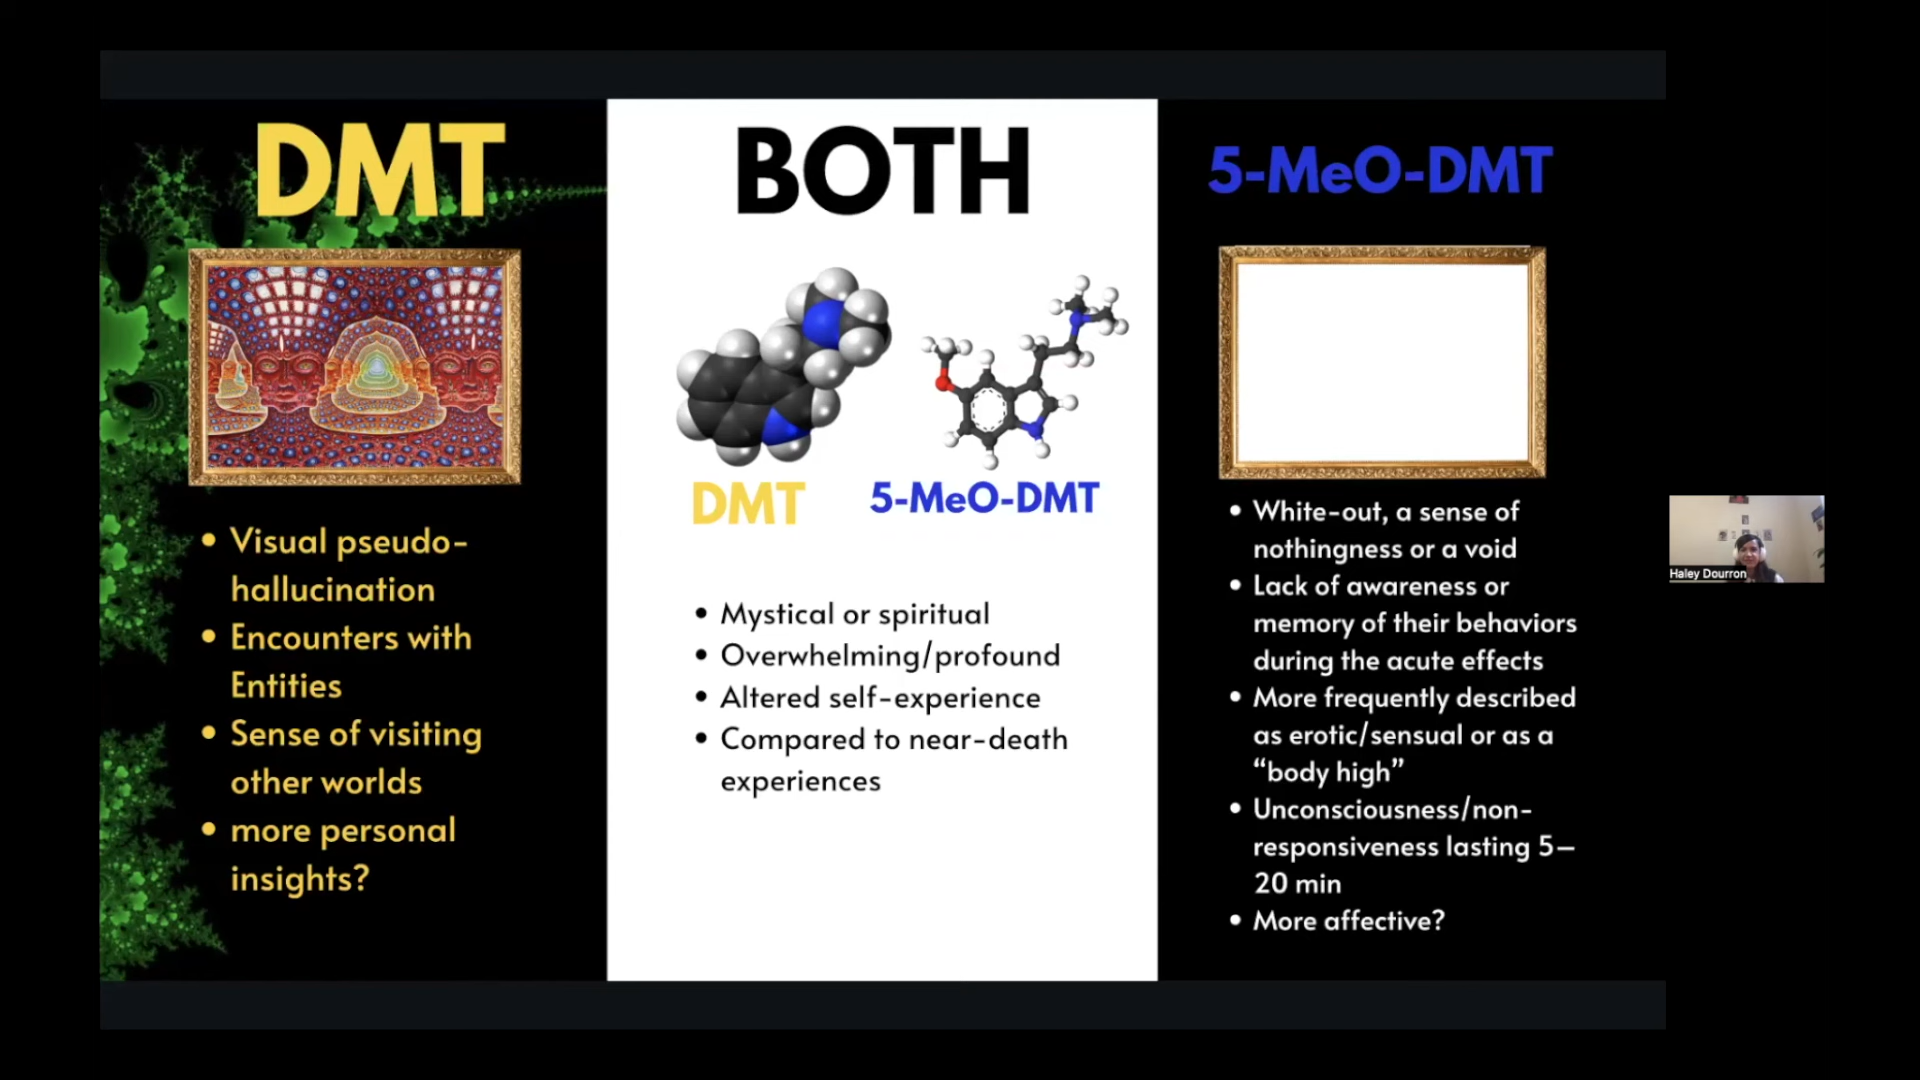 DMT
BOTH
5-MeO-DMT
DMT
5-MeO-DMT
• Visual pseudo-
hallucination
• Encounters with
Entities
• Sense of visiting
other worlds
• more personal
insights?
• Mystical or spiritual
• Overwhelming/profound
• Altered self-experience
• Compared to near-death
experiences
• White-out, a sense of
nothingness or a void
• Lack of awareness or
memory of their behaviors
during the acute effects
• More frequently described
as erotic/sensual or as a
“body high”
• Unconsciousness/non-
responsiveness lasting 5–
20 min
• More affective?
Haley Dourron